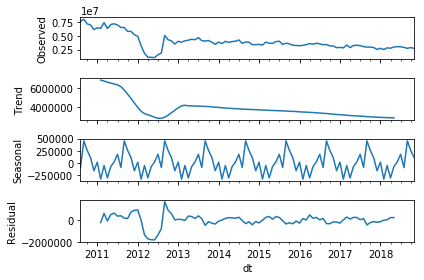 1e7
Observed
0.75
0.50
0.25
Trend
6000000
4000000
Seasonal
500000
250000
0
−250000
Residual
0
−2000000
2011 2012 2013 2014 2015 2016 2017 2018
dt